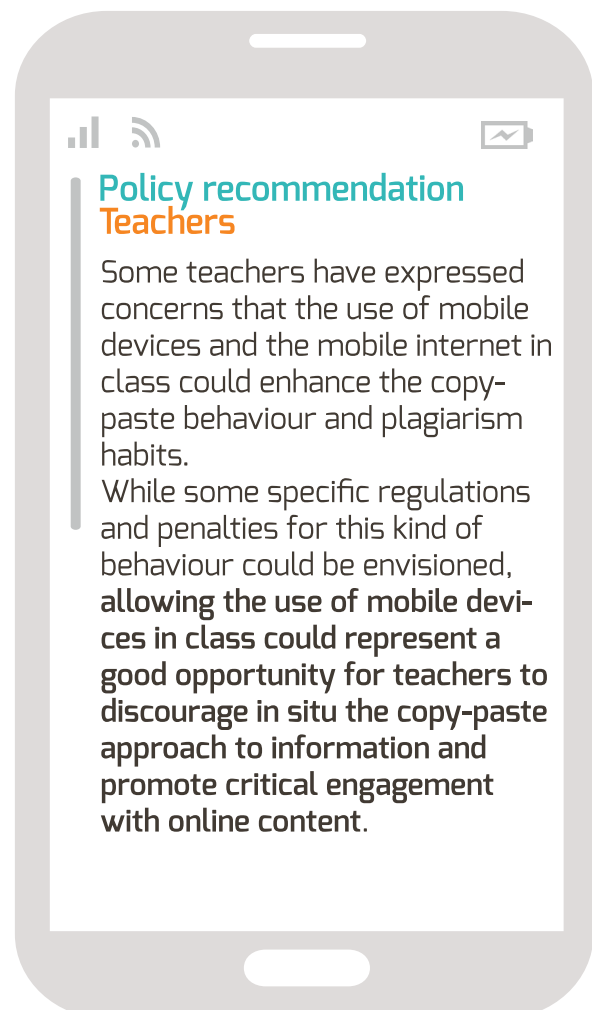 Policy recommendation
Teachers
Some teachers have expressed
concerns that the use of mobile
devices and the mobile internet in
class could enhance the copy-
paste behaviour and plagiarism
habits.
While some specific regulations
and penalties for this kind of
behaviour could be envisioned,
allowing the use of mobile devi-
ces in class could represent a
good opportunity for teachers to
discourage in situ the copy-paste
approach to information and
promote critical engagement
with online content.